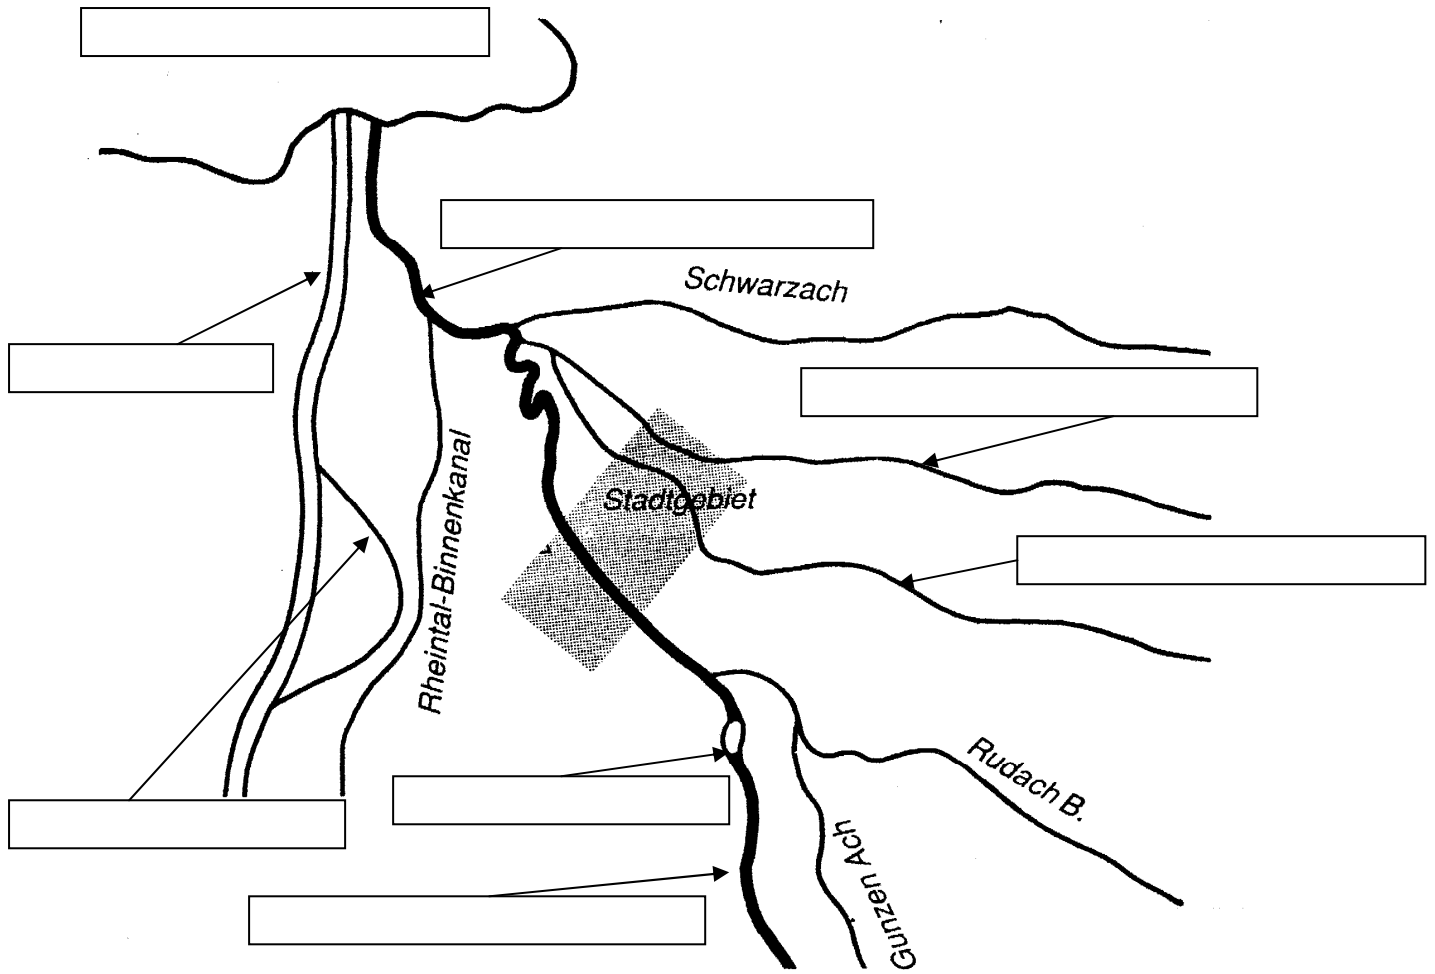 Schwarzach
Stadtgebiet
Rheintal-Binnenkanal
Rudach B.
Gunzen Ach